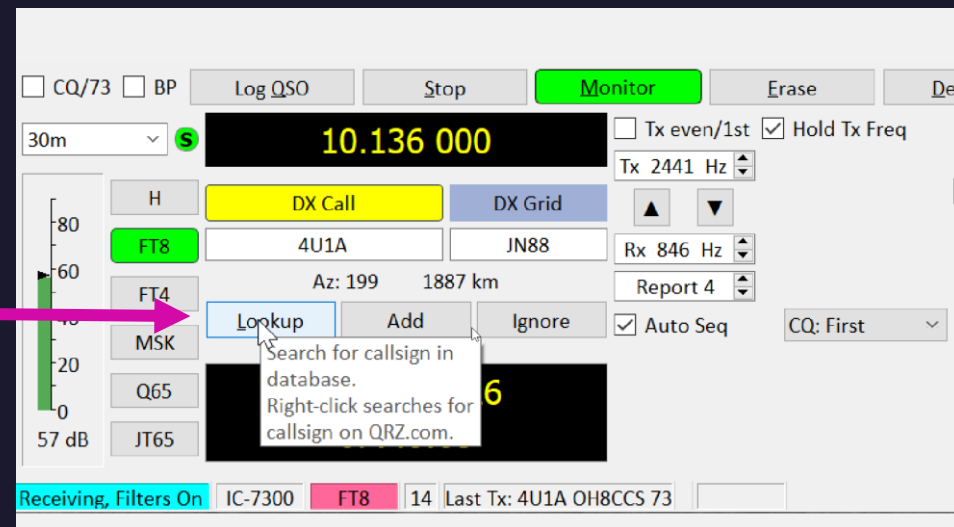 CQ/73 BP Log QSO Stop Monitor Erase De
30m S 10.136 000 Tx even/1st Hold Tx Freq
Tx 2441 Hz
H DX Call DX Grid
80
FT8 4U1A JN88 Rx 846 Hz
60 Az: 199 1887 km
FT4 Report 4
Lookup Add Ignore Auto Seq CQ: First
MSK
Search for callsign in
database.
20
Q65 6
Right-click searches for
callsign on QRZ.com.
0
57 dB JT65
Receiving, Filters On IC-7300 FT8 14 Last Tx: 4U1A OH8CCS 73